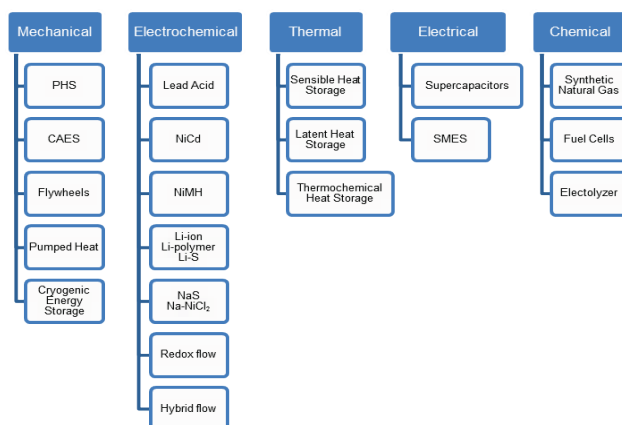 Mechanical
PHS
CAES
Flywheels
Pumped Heat
Cryogenic
Energy
Storage
Electrochemical
Lead Acid
NiCd
NiMH
Li-ion
Li-polymer
Li-S
NaS
Na-NiCl₂
Redox flow
Hybrid flow
Thermal
Sensible Heat
Storage
Latent Heat
Storage
Thermochemical
Heat Storage
Electrical
Supercapacitors
SMES
Chemical
Synthetic
Natural Gas
Fuel Cells
Electolyzer